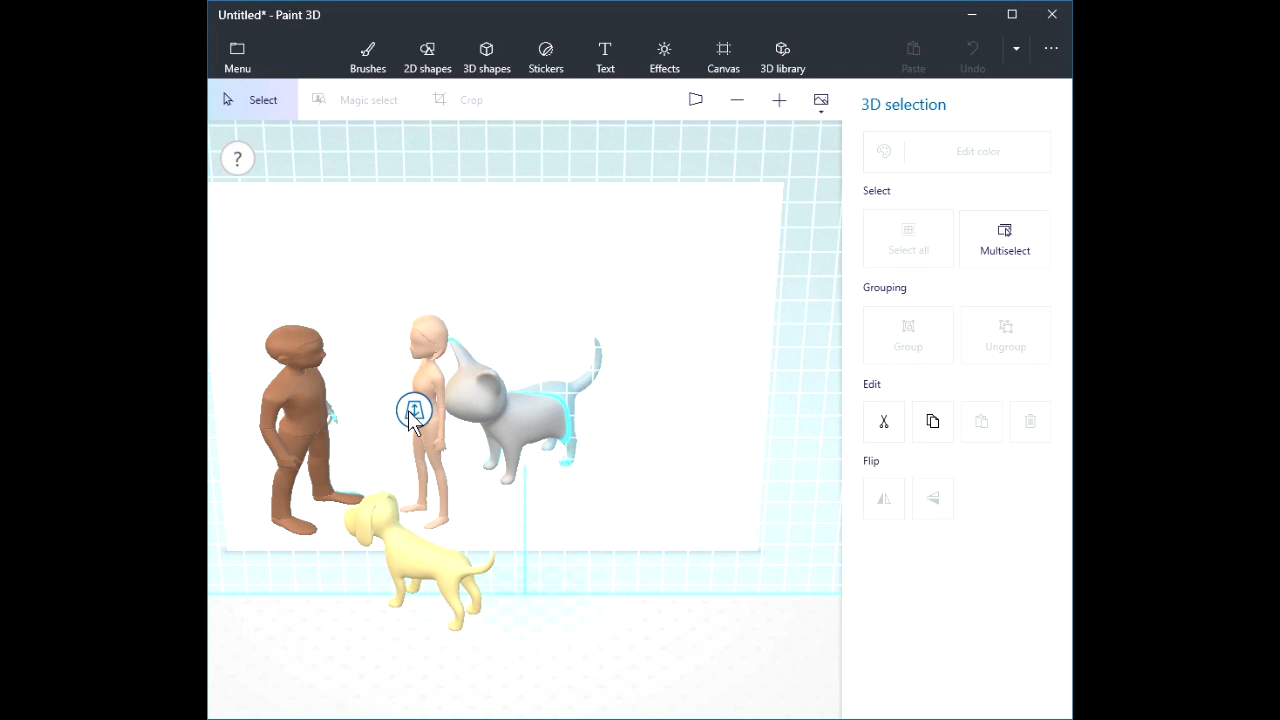 Untitled* - Paint 3D
Menu
Brushes
2D shapes
3D shapes
Stickers
Text
Effects
Canvas
3D library
Paste
Undo
Select
Magic select
Crop
3D selection
?
Edit color
Select
Select all
Multiselect
Grouping
Group
Ungroup
Edit
Flip